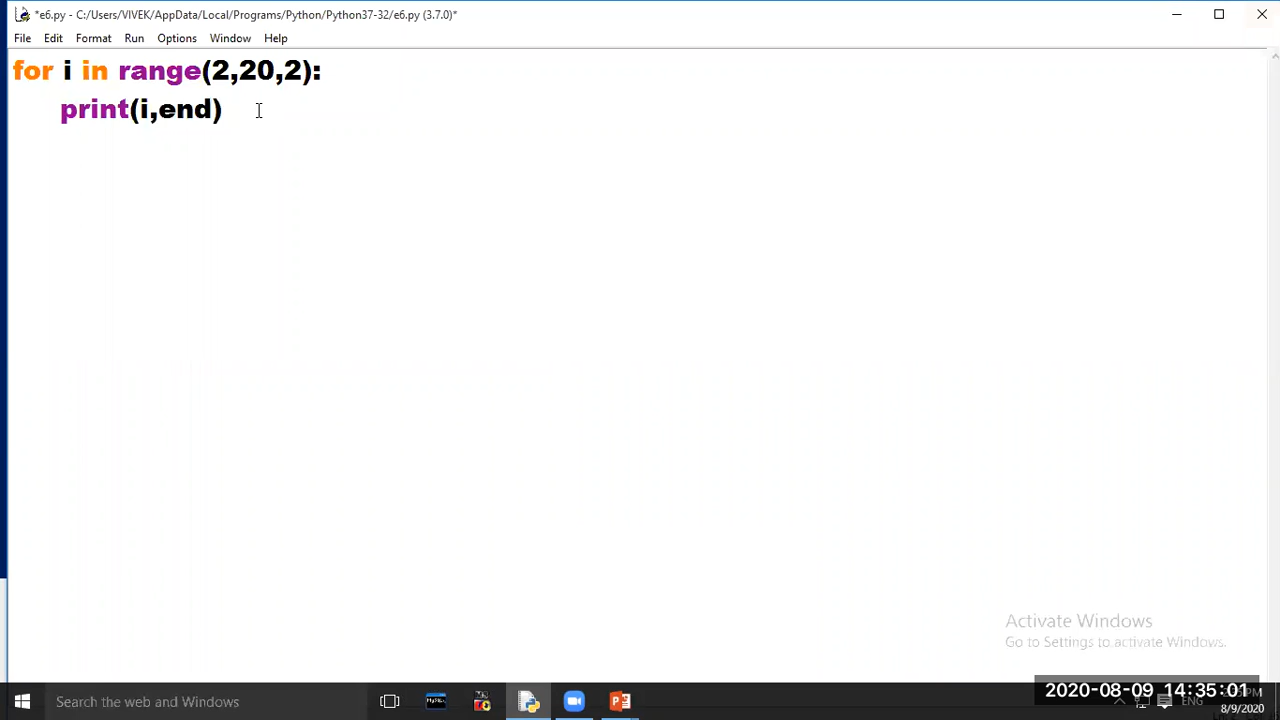 *e6.py - C:/Users/VIVEK/AppData/Local/Programs/Python/Python37-32/e6.py (3.7.0)*
File Edit Format Run Options Window Help
for i in range(2,20,2):
print(i,end)
Activate Windows
Go to Settings to activate Windows.
Search the web and Windows
2020-08-09 14:35:01
ENG
8/9/2020